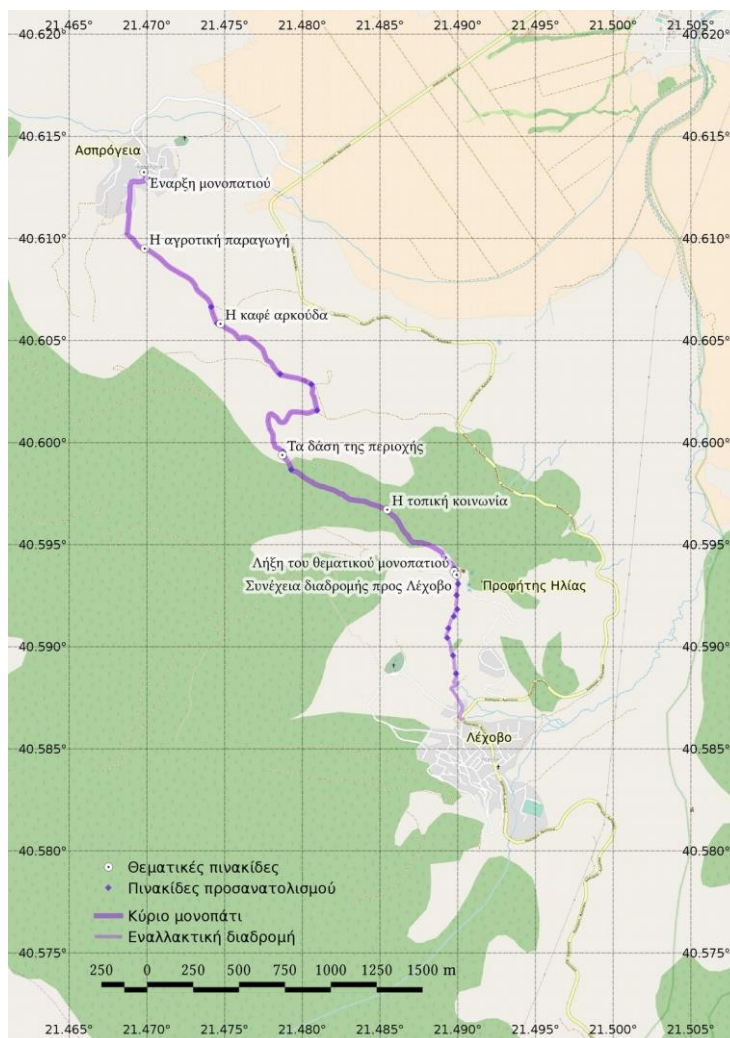 21.465 21.470 21.475 21.480 21.485 21.490 21.495 21.500 21.505
40.620° 40.620°
40.615° 40.615°
Ασπρόγεια
Έναρξη μονοπατιού
40.610° 40.610°
Η αγροτική παραγωγή
Η καφέ αρκούδα
40.605° 40.605°
40.600° 40.600°
Τα δάση της περιοχής
Η τοπική κοινωνία
40.595° 40.595°
Λήξη του θεματικού μονοπατιού
Συνέχεια διαδρομής προς Λέχοβο
Προφήτης Ηλίας
40.590° 40.590°
Λέχοβο
40.585° 40.585°
40.580° 40.580°
Θεματικές πινακίδες
Πινακίδες προσανατολισμού
Κύριο μονοπάτι
Εναλλακτική διαδρομή
40.575° 40.575°
250 0 250 500 750 1000 1250 1500 m
21.465 21.470 21.475 21.480 21.485 21.490 21.495 21.500 21.505